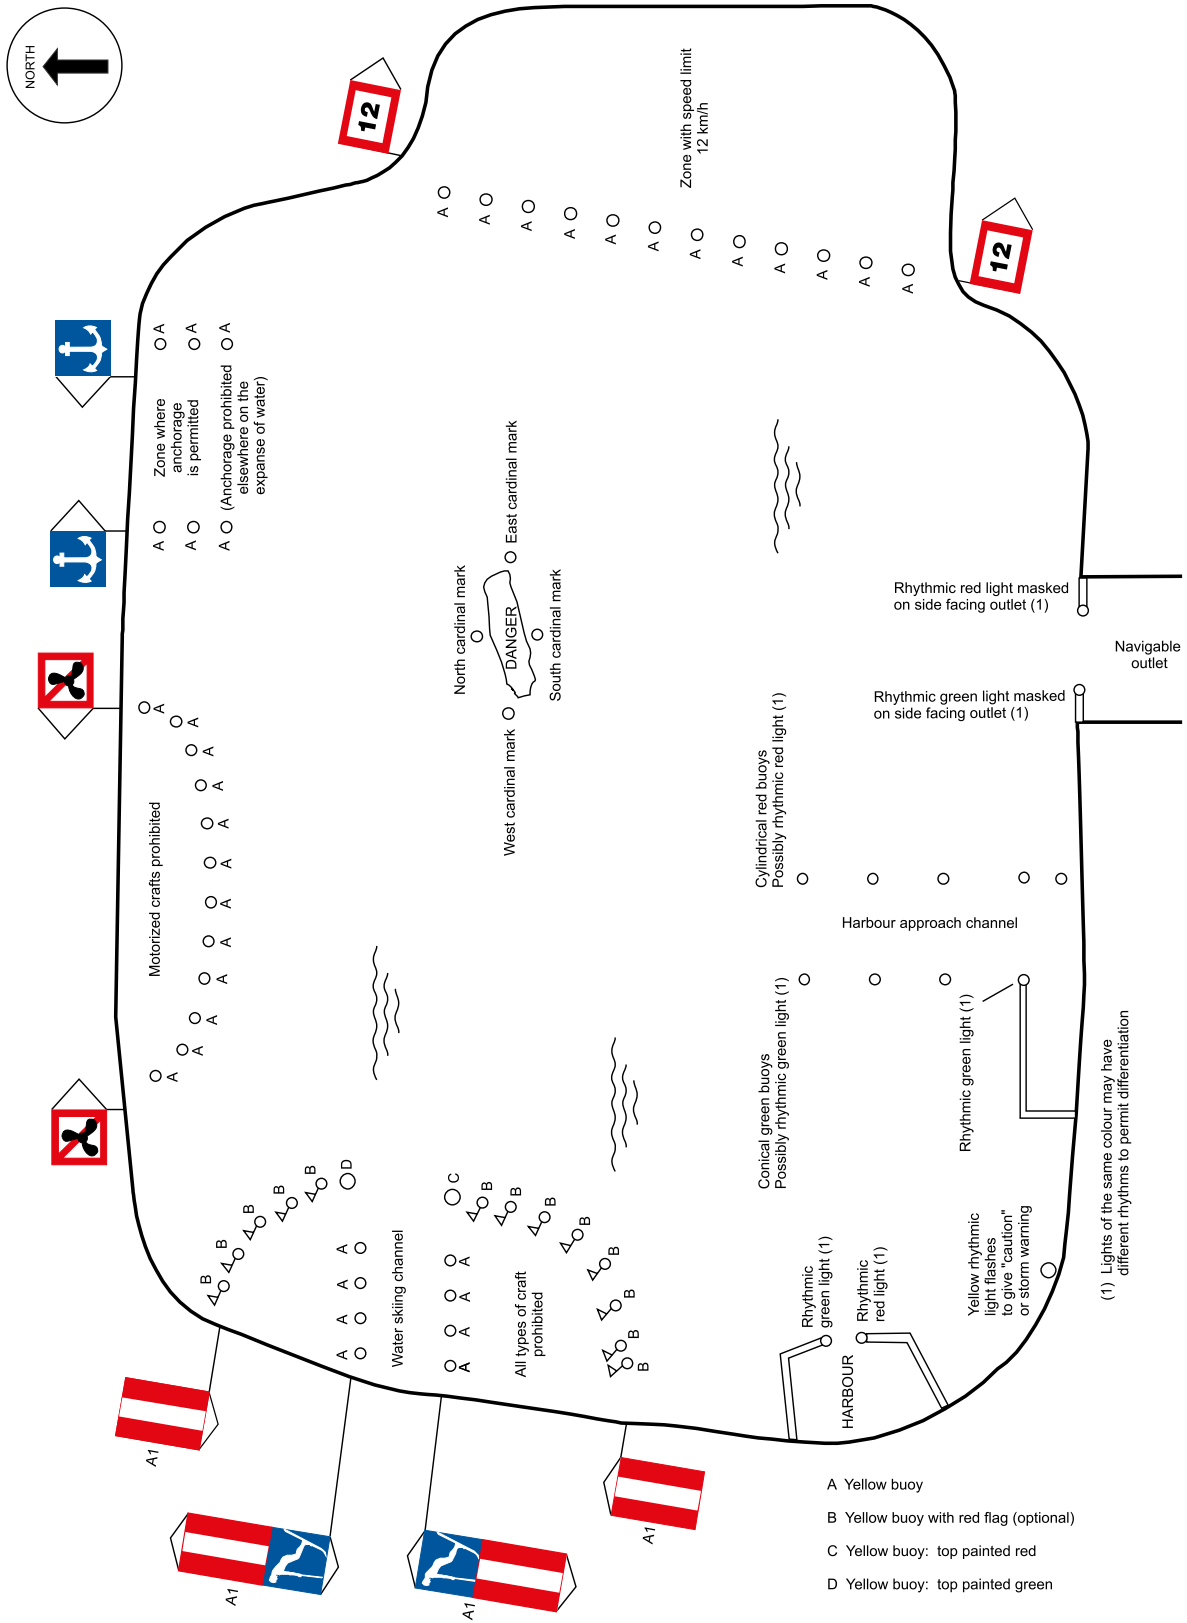 NORTH
12
Zone with speed limit
12 km/h
A
A
A
A
A
A
A
A
A
A
A
A
12
A
A
A
Zone where
anchorage
is permitted
(Anchorage prohibited
elsewhere on the
expanse of water)
A
A
A
North cardinal mark
East cardinal mark
DANGER
South cardinal mark
West cardinal mark
Rhythmic red light masked
on side facing outlet (1)
Navigable
outlet
Rhythmic green light masked
on side facing outlet (1)
Motorized crafts prohibited
A
A
A
A
A
A
A
A
A
A
A
A
Cylindrical red buoys
Possibly rhythmic red light (1)
Harbour approach channel
Conical green buoys
Possibly rhythmic green light (1)
Rhythmic green light (1)
(1) Lights of the same colour may have
different rhythms to permit differentiation
B
B
B
B
B
D
C
B
B
B
B
B
B
B
B
A
A
A
A
Water skiing channel
A
A
A
A
All types of craft
prohibited
Rhythmic
green light (1)
Rhythmic
red light (1)
HARBOUR
Yellow rhythmic
light flashes
to give "caution"
or storm warning
A1
A1
A1
A1
A Yellow buoy
B Yellow buoy with red flag (optional)
C Yellow buoy: top painted red
D Yellow buoy: top painted green